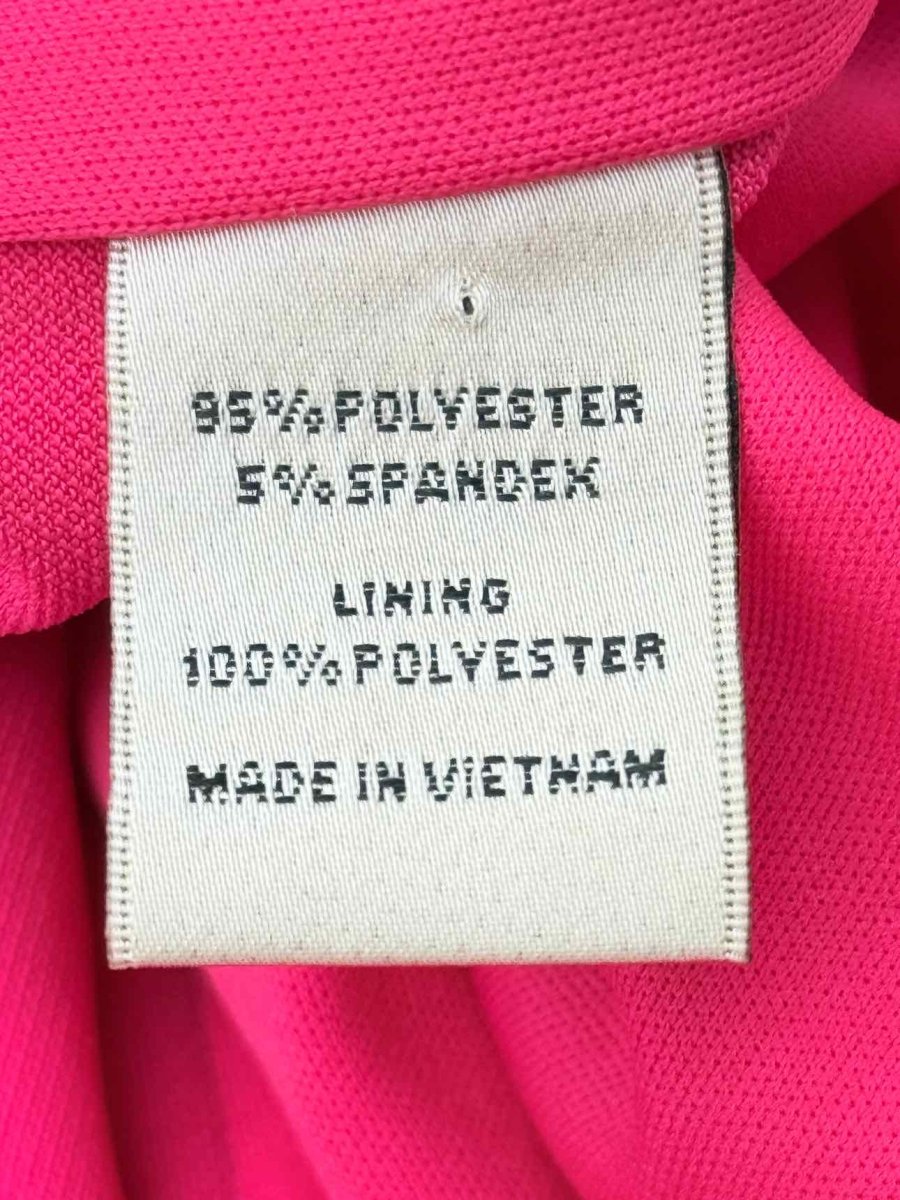 95% POLYESTER
5% SPANDEX
LINING
100% POLYESTER
MADE IN VIETNAM